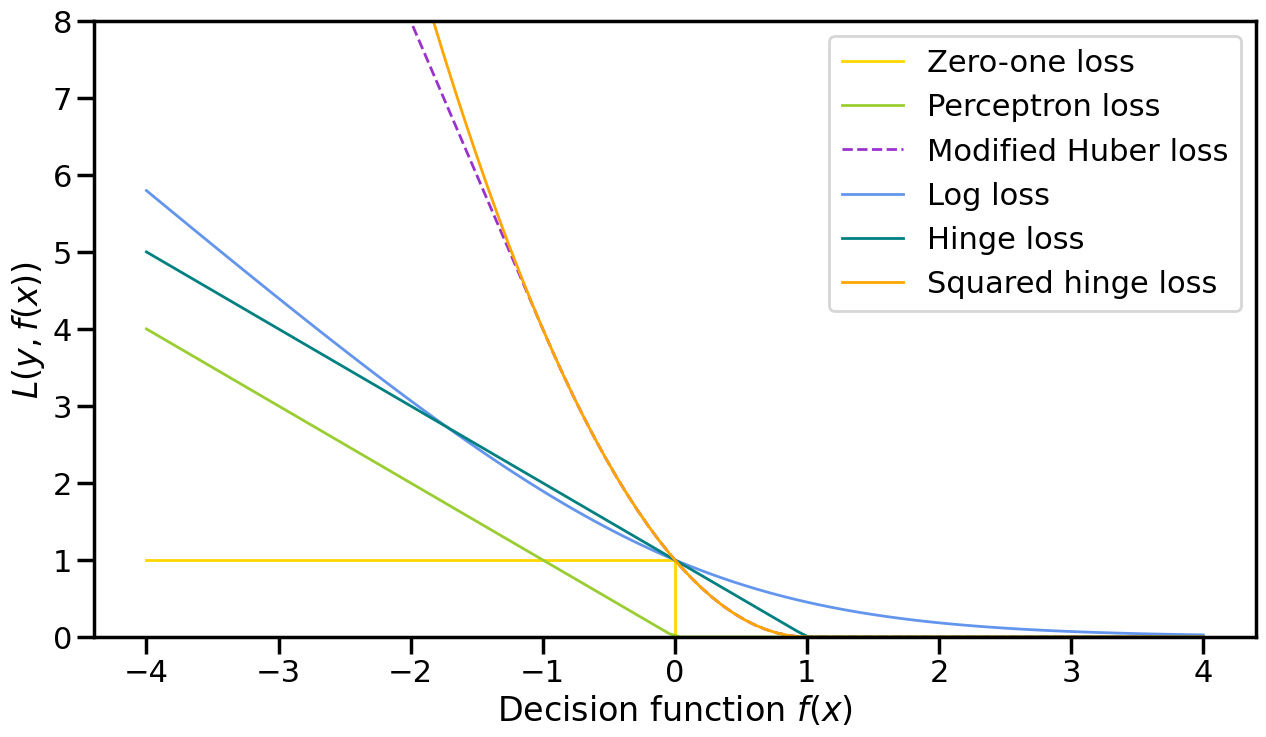 8
7
6
5
4
3
2
1
0
L(y, f(x))
−4
−3
−2
−1
0
1
2
3
4
Decision function f(x)
Zero-one loss
Perceptron loss
Modified Huber loss
Log loss
Hinge loss
Squared hinge loss